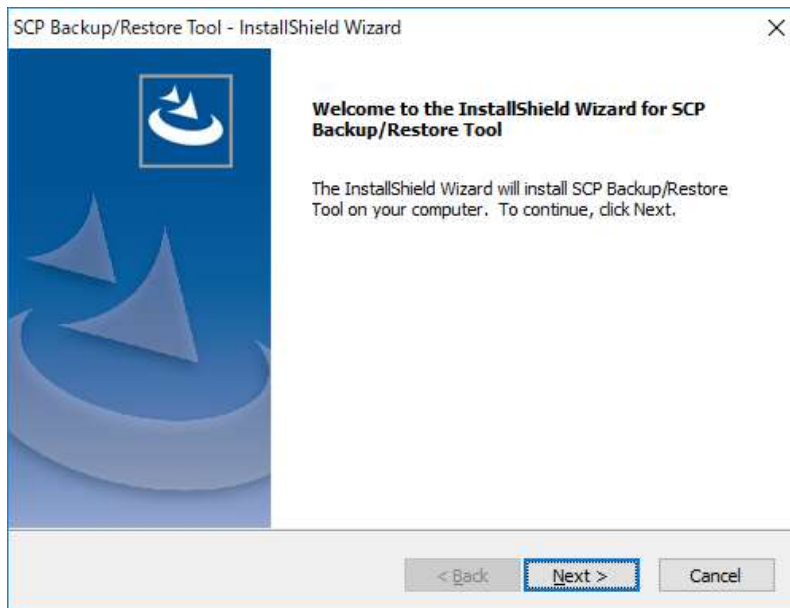 SCP Backup/Restore Tool - InstallShield Wizard
Welcome to the InstallShield Wizard for SCP
Backup/Restore Tool
The InstallShield Wizard will install SCP Backup/Restore
Tool on your computer. To continue, click Next.
< Back Next > Cancel